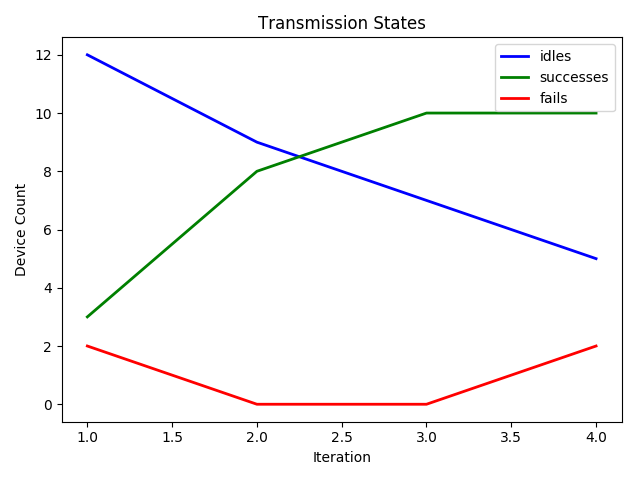 Transmission States
idles
successes
fails
12
10
8
6
4
2
0
Device Count
1.0 1.5 2.0 2.5 3.0 3.5 4.0
Iteration